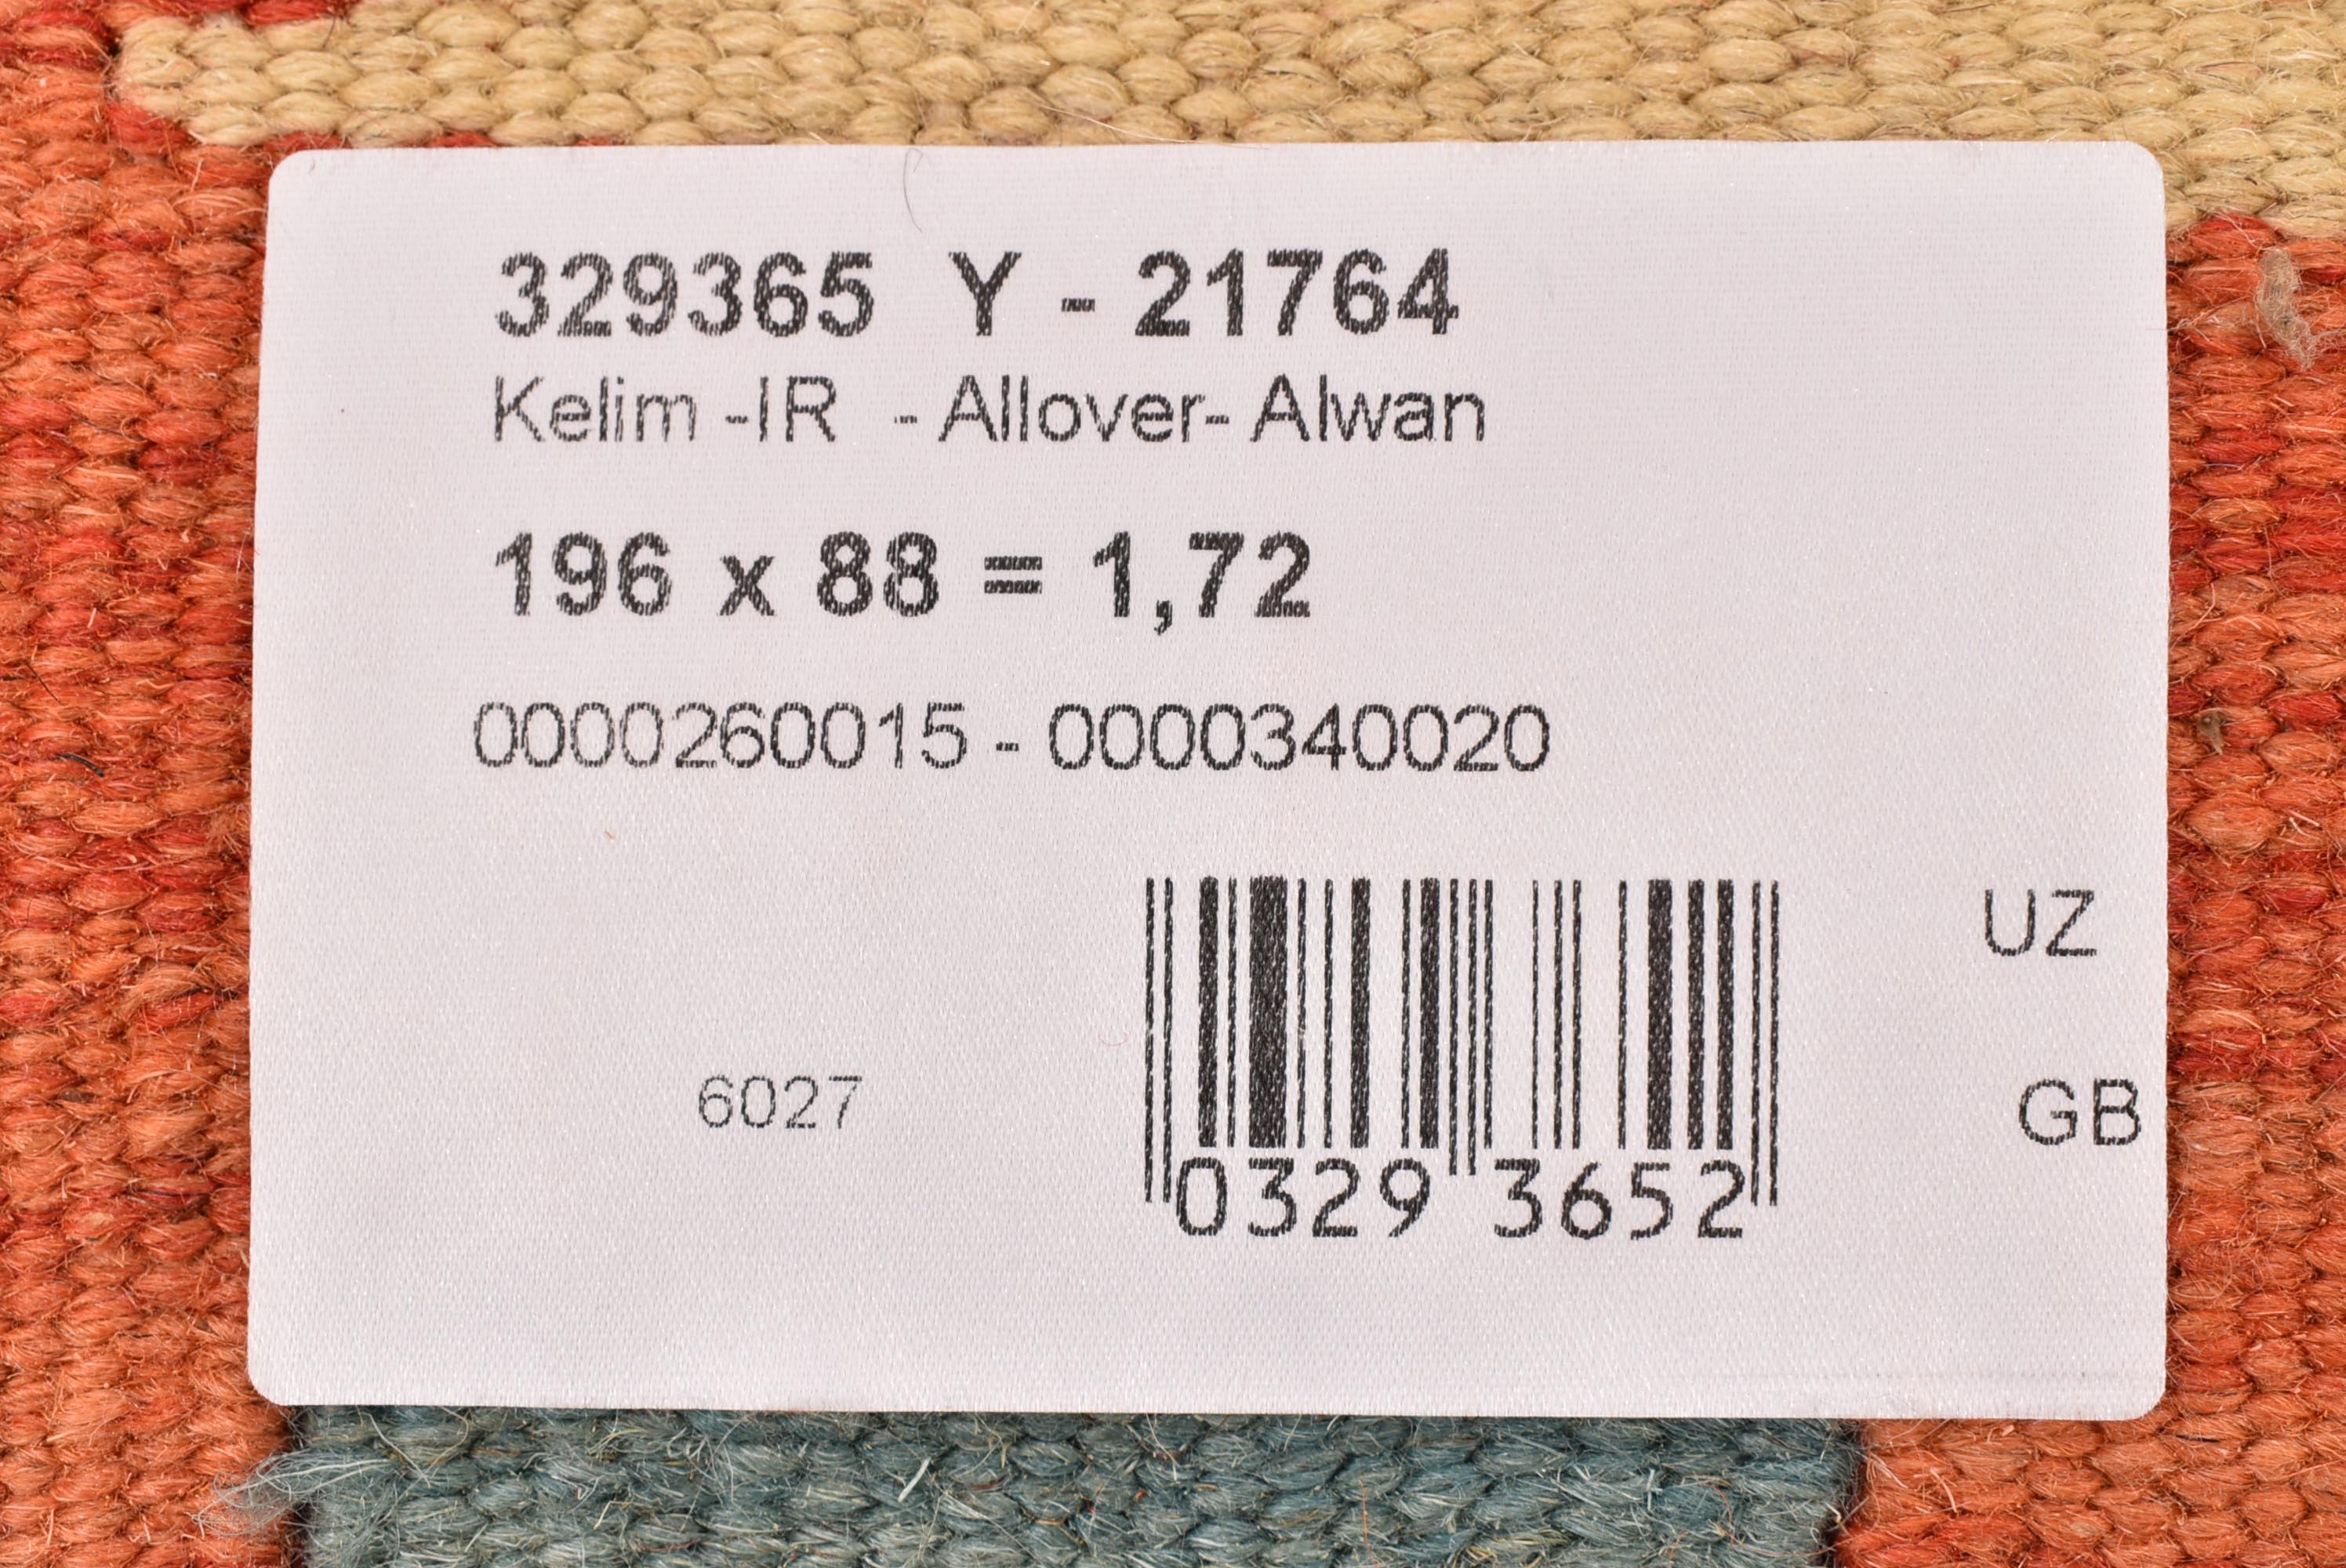 329365 Y - 21764
Kelim -IR - Allover- Alwan
196 x 88 = 1,72
0000260015 - 0000340020
UZ
6027
GB
0329 3652